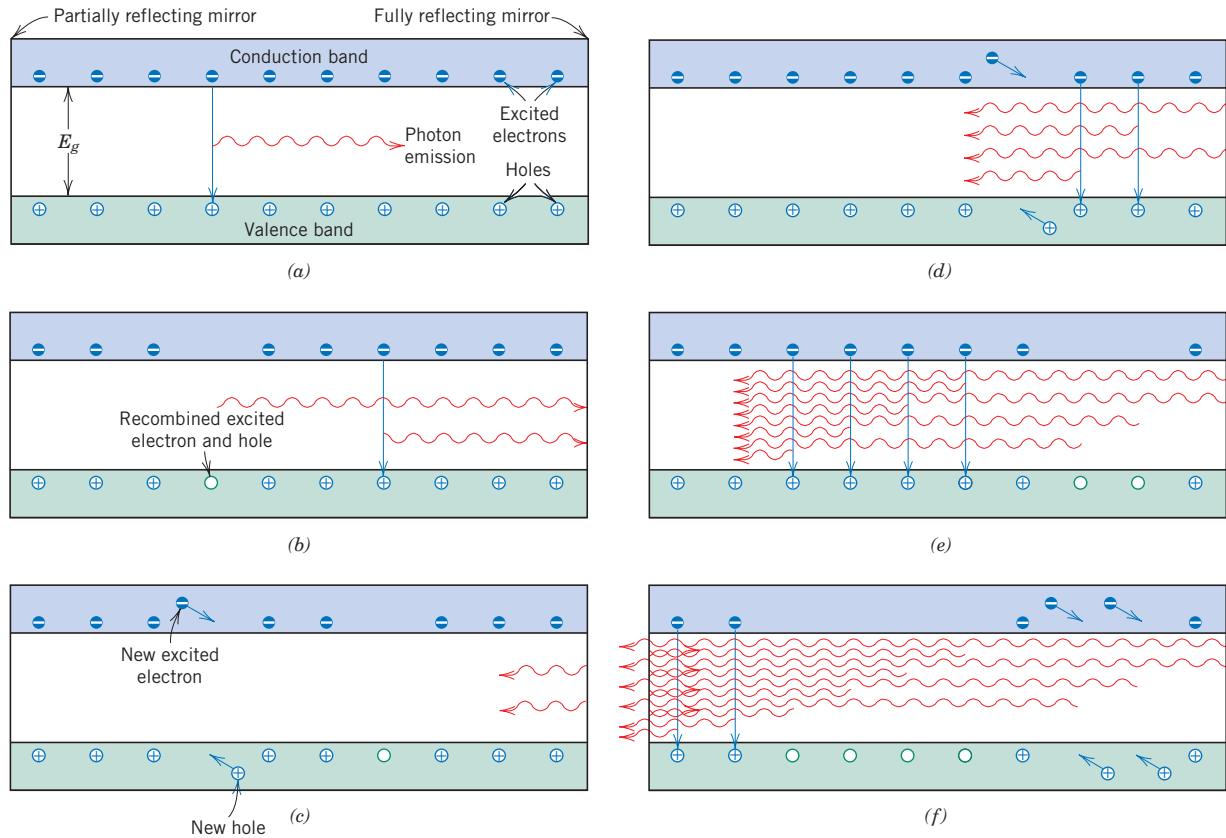 Partially reflecting mirror
Fully reflecting mirror
Conduction band
Excited
electrons
E_g
Photon
emission
Holes
Valence band
(a)
(d)
Recombined excited
electron and hole
(b)
(e)
New excited
electron
New hole
(c)
(f)